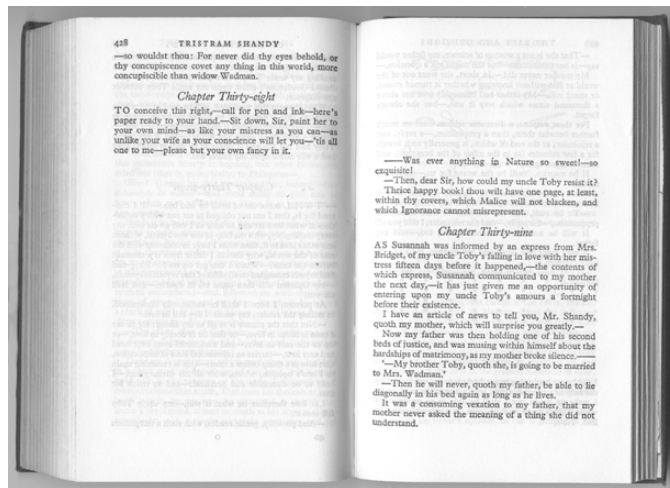 428 TRISTRAM SHANDY
—so wouldst thou: For never did thy eyes behold, or
thy concupiscence covet any thing in this world, more
concupiscible than widow Wadman.
Chapter Thirty-eight
TO conceive this right,—call for pen and ink—here's
paper ready to your hand.—Sit down, Sir, paint her to
your own mind—as like your mistress as you can—as
unlike your wife as your conscience will let you—'tis all
one to me—please but your own fancy in it.
——Was ever anything in Nature so sweet!—so
exquisite!
—Then, dear Sir, how could my uncle Toby resist it?
Thrice happy book! thou wilt have one page, at least,
within thy covers, which Malice will not blacken, and
which Ignorance cannot misrepresent.
Chapter Thirty-nine
AS Susannah was informed by an express from Mrs.
Bridget, of my uncle Toby's falling in love with her mis-
tress fifteen days before it happened,—the contents of
which express, Susannah communicated to my mother
the next day,—it has just given me an opportunity of
entering upon my uncle Toby's amours a fortnight
before their existence.
I have an article of news to tell you, Mr. Shandy,
quoth my mother, which will surprise you greatly.—
Now my father was then holding one of his second
beds of justice, and was musing within himself about the
hardships of matrimony, as my mother broke silence.——
'—My brother Toby, quoth she, is going to be married
to Mrs. Wadman.'
—Then he will never, quoth my father, be able to lie
diagonally in his bed again as long as he lives.
It was a consuming vexation to my father, that my
mother never asked the meaning of a thing she did not
understand.